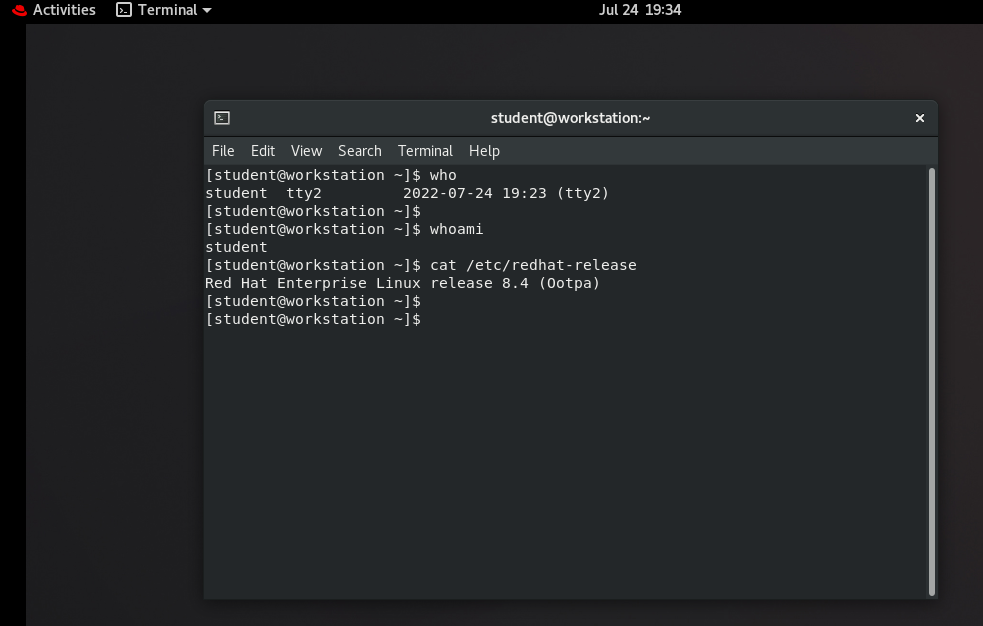 Activities Terminal Jul 24 19:34
student@workstation:~
File Edit View Search Terminal Help
[student@workstation ~]$ who
student  tty2         2022-07-24 19:23 (tty2)
[student@workstation ~]$
[student@workstation ~]$ whoami
student
[student@workstation ~]$ cat /etc/redhat-release
Red Hat Enterprise Linux release 8.4 (Ootpa)
[student@workstation ~]$
[student@workstation ~]$